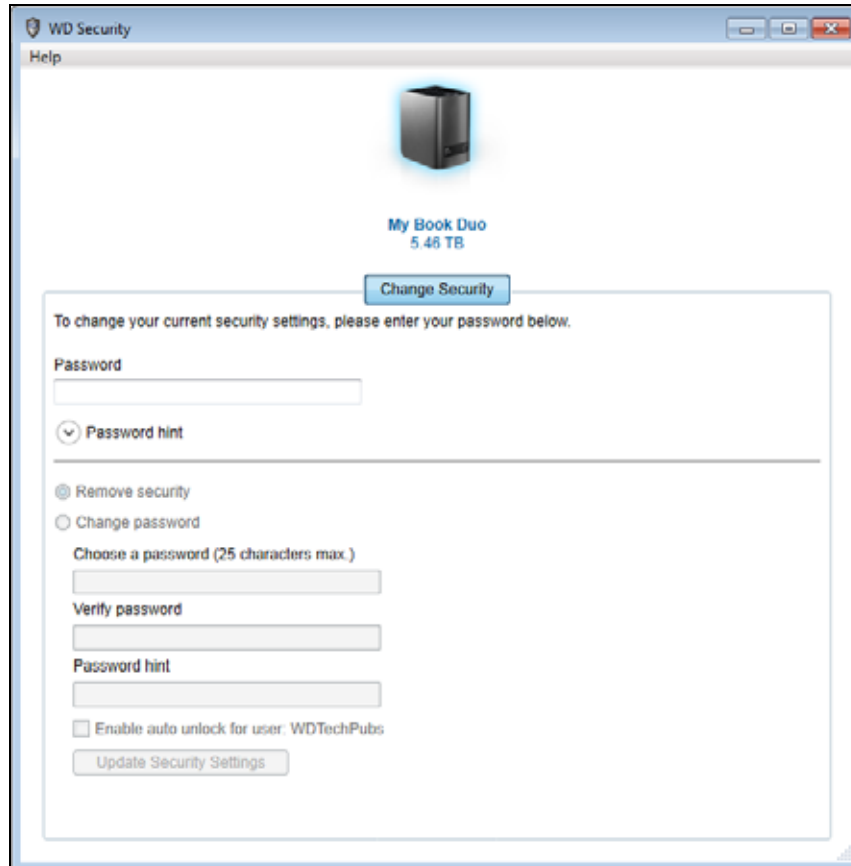 WD Security
Help
My Book Duo
5.46 TB
Change Security
To change your current security settings, please enter your password below.
Password
Password hint
Remove security
Change password
Choose a password (25 characters max.)
Verify password
Password hint
Enable auto unlock for user: WDTechPubs
Update Security Settings